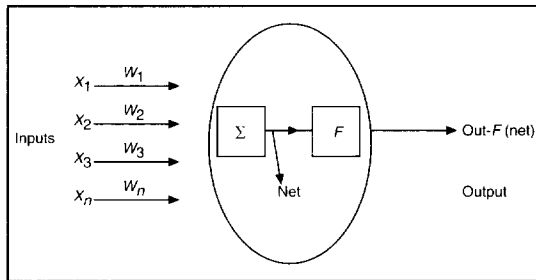 X1 W1
X2 W2
Inputs
X3 W3
Xn Wn
Σ
F
Net
Out-F (net)
Output